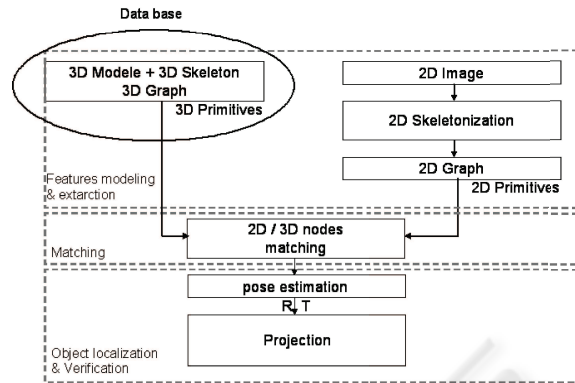 Data base
3D Modele + 3D Skeleton
3D Graph
3D Primitives
2D Image
2D Skeletonization
2D Graph
2D Primitives
Features modeling
& extarction
2D / 3D nodes
matching
Matching
pose estimation
R, T
Projection
Object localization
& Verification